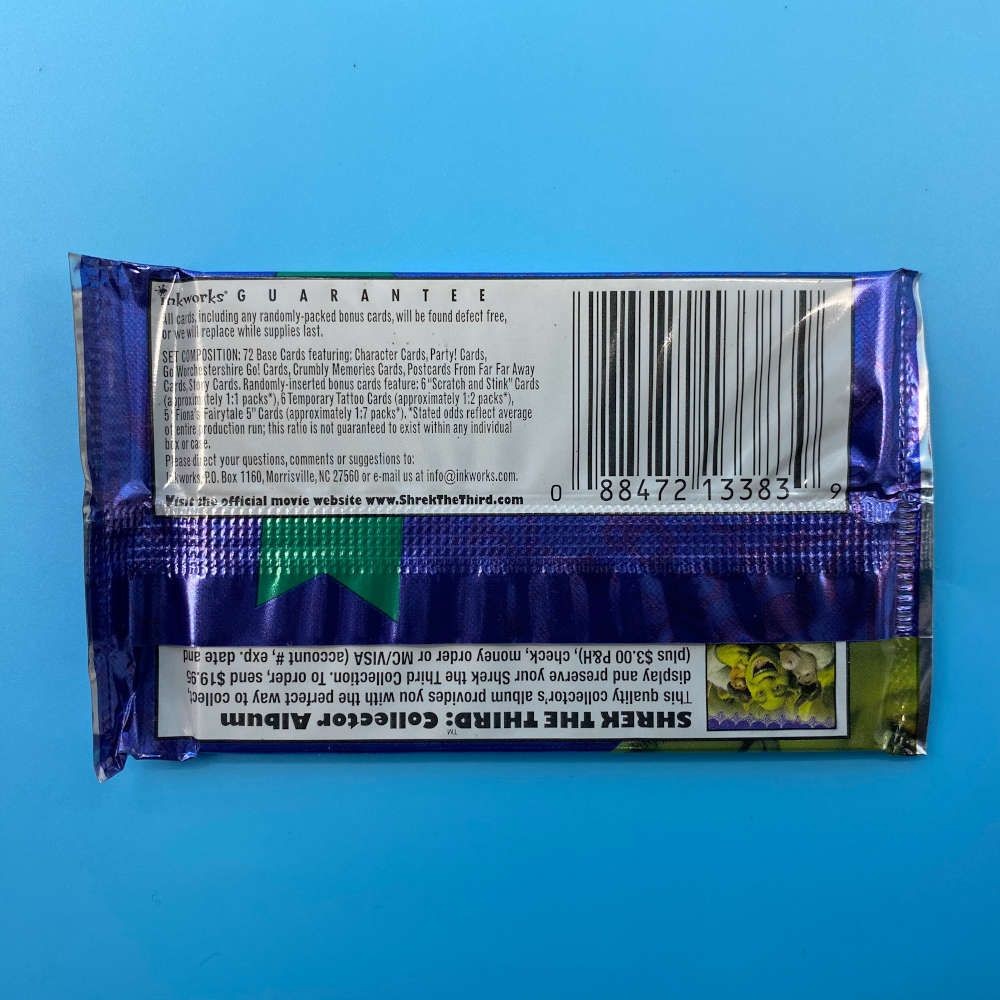 inkworks® GUARANTEE
All cards, including any randomly-packed bonus cards, will be found defect free,
or we will replace while supplies last.
SET COMPOSITION: 72 Base Cards featuring: Character Cards, Party! Cards,
Go Worchestershire Go! Cards, Crumbly Memories Cards, Postcards From Far Far Away
Cards, Story Cards. Randomly-inserted bonus cards feature: 6 "Scratch and Stink" Cards
(approximately 1:1 packs*), 6 Temporary Tattoo Cards (approximately 1:2 packs*),
5 "Fiona's Fairytale 5" Cards (approximately 1:7 packs*). *Stated odds reflect average
of entire production run; this ratio is not guaranteed to exist within any individual
box or case.
Please direct your questions, comments or suggestions to:
Inkworks, P.O. Box 1160, Morrisville, NC 27560 or e-mail us at info@inkworks.com.
Visit the official movie website www.ShrekTheThird.com
0 88472 13383 9
SHREK THE THIRD: Collector Album™
This quality collector's album provides you with the perfect way to collect,
display and preserve your Shrek the Third Collection. To order, send $19.95
(plus $3.00 P&H), check, money order or MC/VISA (account #, exp. date and